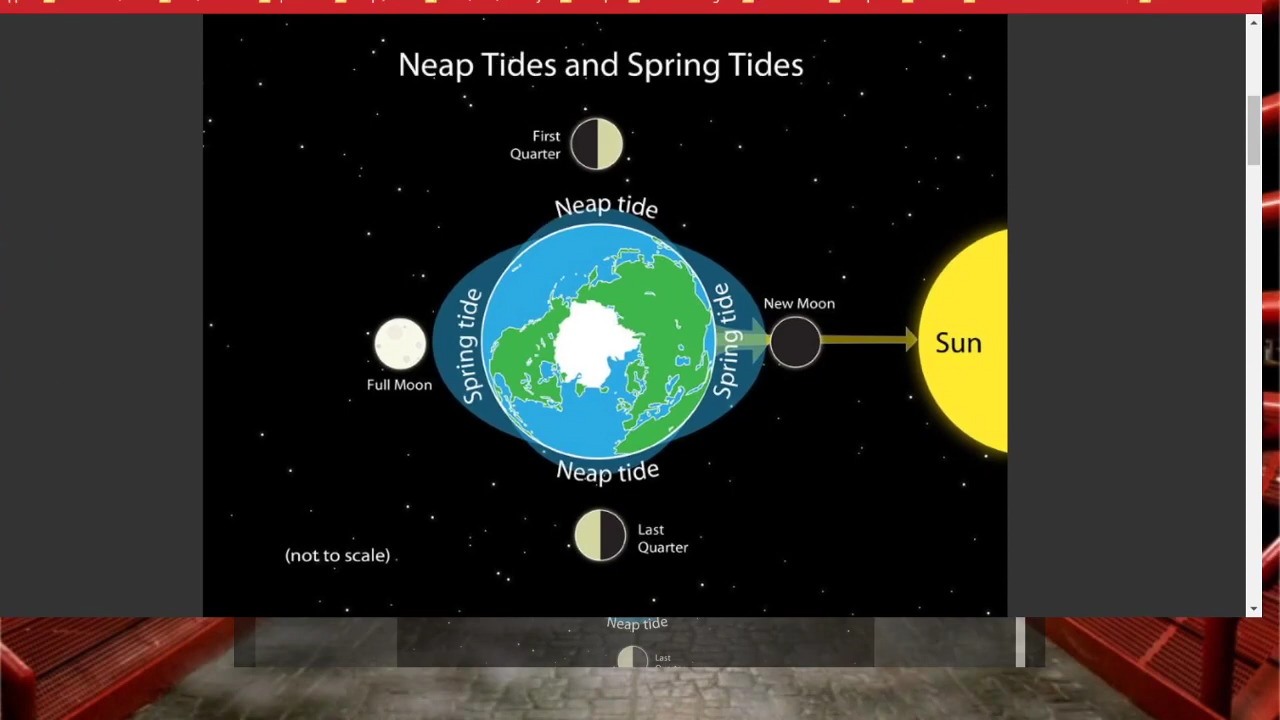 Neap Tides and Spring Tides
First
Quarter
Neap tide
Spring tide
Spring tide
New Moon
Sun
Full Moon
Neap tide
Last
Quarter
(not to scale)
Neap tide
Last